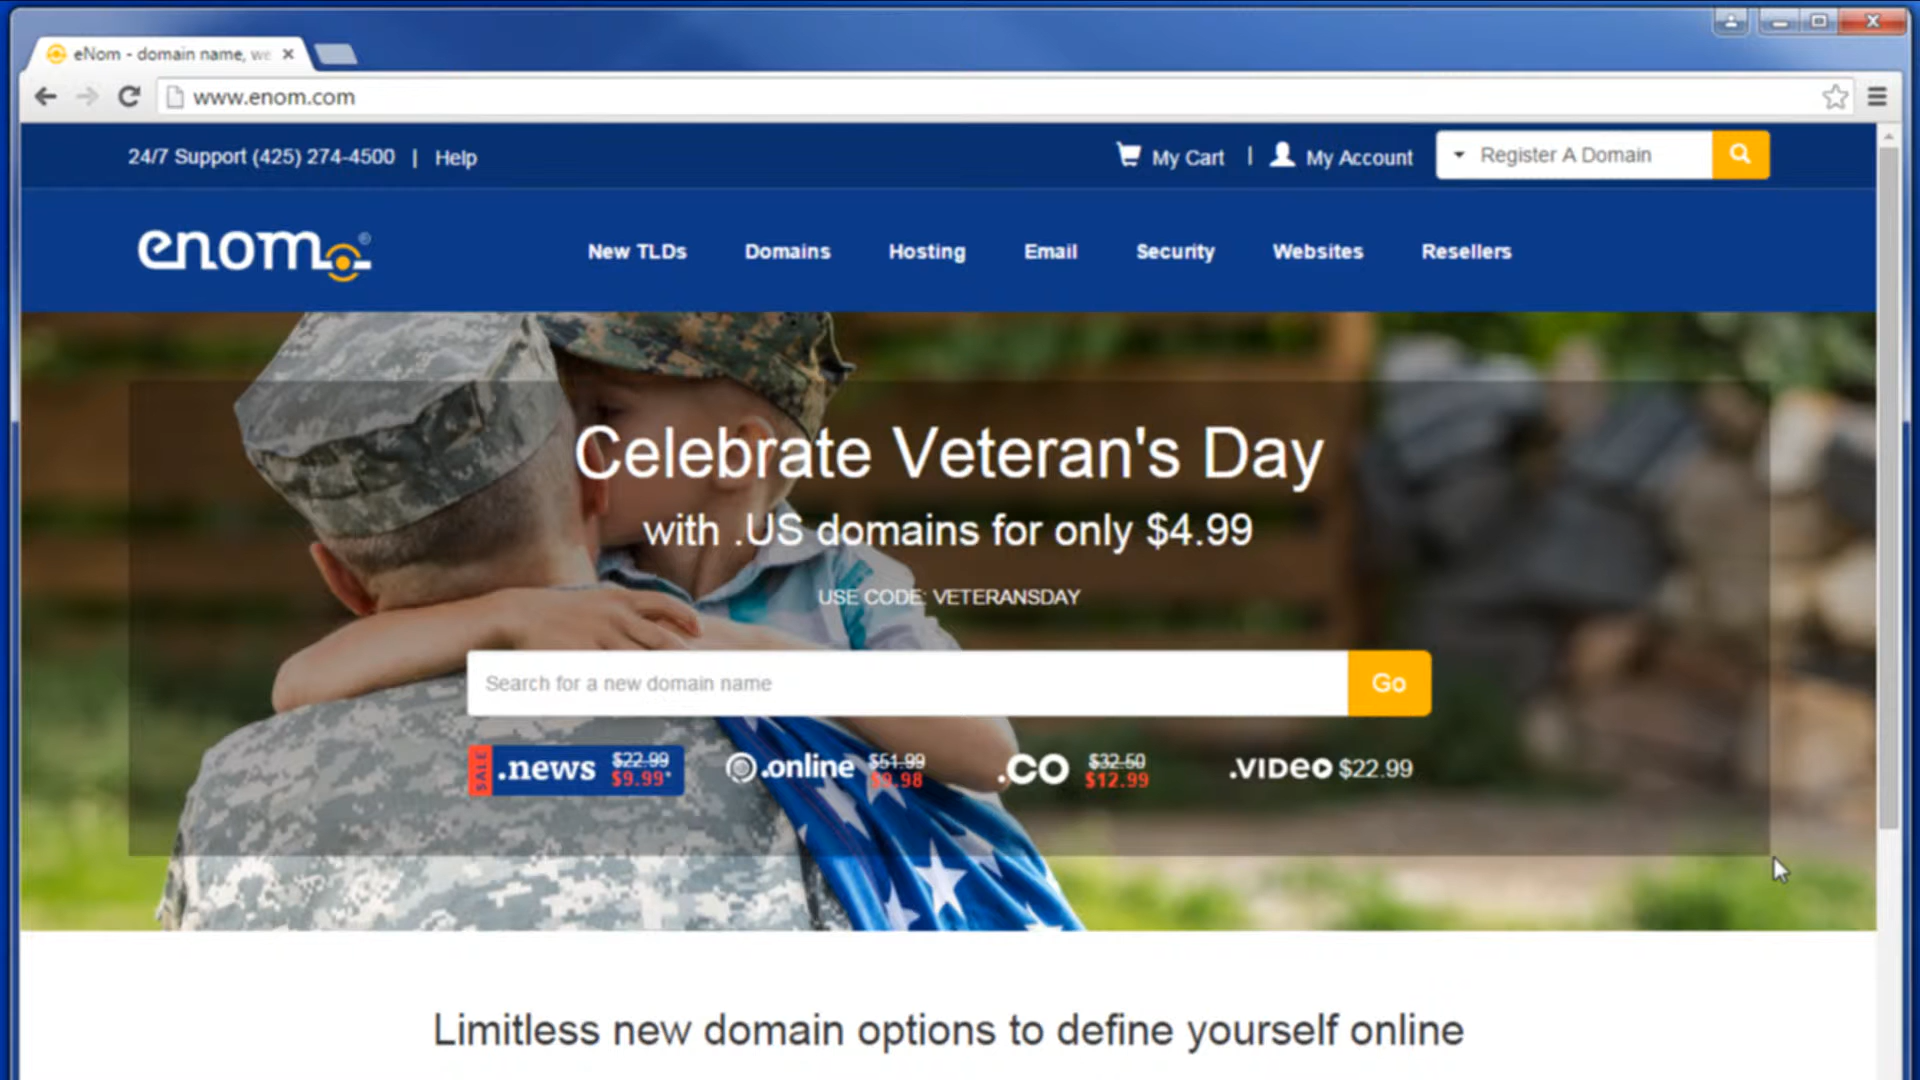 eNom - domain name, we
www.enom.com
24/7 Support (425) 274-4500 | Help
My Cart | My Account
Register A Domain
enom®
New TLDs Domains Hosting Email Security Websites Resellers
Celebrate Veteran's Day
with .US domains for only $4.99
USE CODE: VETERANSDAY
Search for a new domain name Go
SALE .news $22.99 $9.99* .online $51.99 $9.98 .CO $32.50 $12.99 .VIDEO $22.99
Limitless new domain options to define yourself online